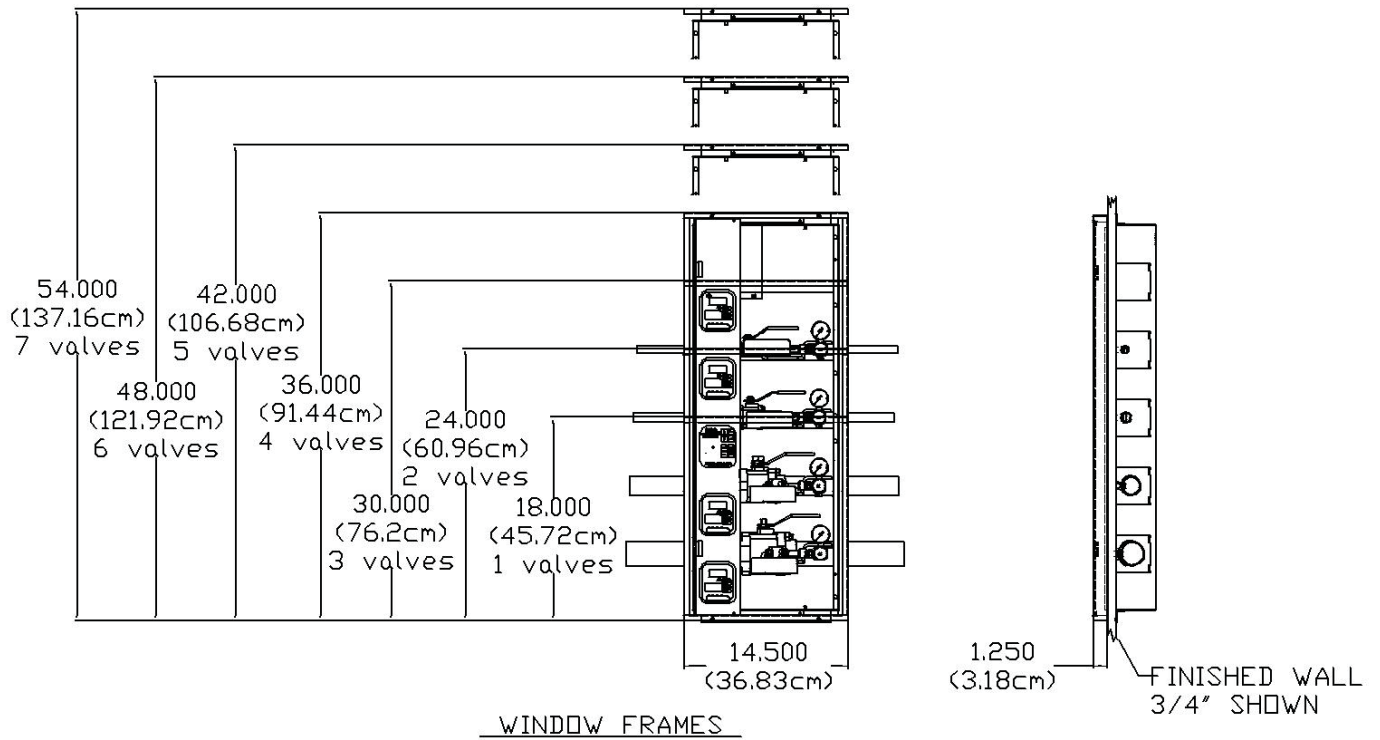 54.000
(137.16cm)
7 valves
48.000
(121.92cm)
6 valves
42.000
(106.68cm)
5 valves
36.000
(91.44cm)
4 valves
30.000
(76.2cm)
3 valves
24.000
(60.96cm)
2 valves
18.000
(45.72cm)
1 valves
14.500
(36.83cm)
1.250
(3.18cm)
FINISHED WALL
3/4" SHOWN
WINDOW FRAMES